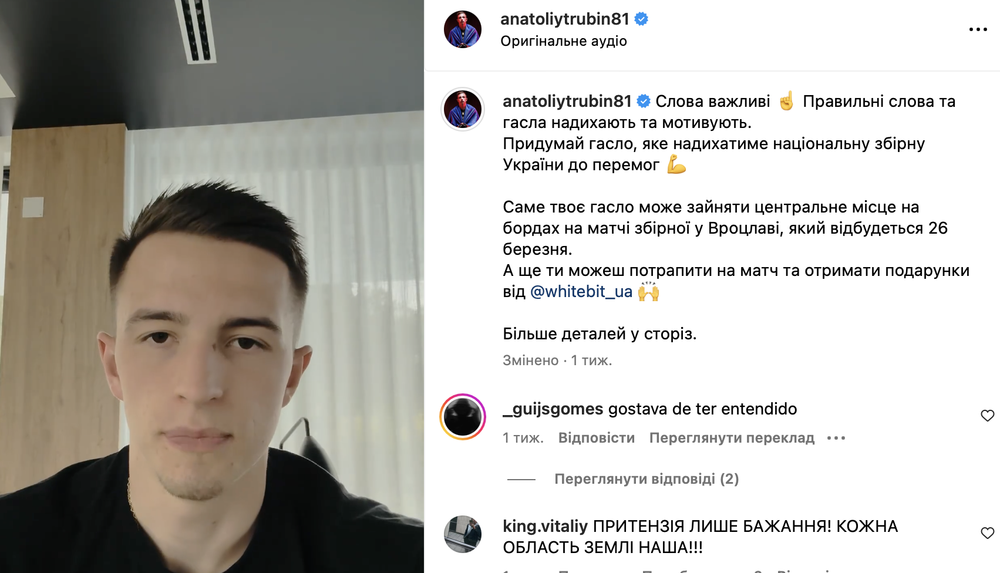 anatoliytrubin81
Оригінальне аудіо
anatoliytrubin81 Слова важливі ☝️ Правильні слова та
гасла надихають та мотивують.
Придумай гасло, яке надихатиме національну збірну
України до перемог 💪
Саме твоє гасло може зайняти центральне місце на
бордах на матчі збірної у Вроцлаві, який відбудеться 26
березня.
А ще ти можеш потрапити на матч та отримати подарунки
від @whitebit_ua 🙌
Більше деталей у сторіз.
Змінено · 1 тиж.
_guijsgomes gostava de ter entendido
1 тиж. Відповісти Переглянути переклад
Переглянути відповіді (2)
king.vitaliy ПРИТЕНЗІЯ ЛИШЕ БАЖАННЯ! КОЖНА
ОБЛАСТЬ ЗЕМЛІ НАША!!!